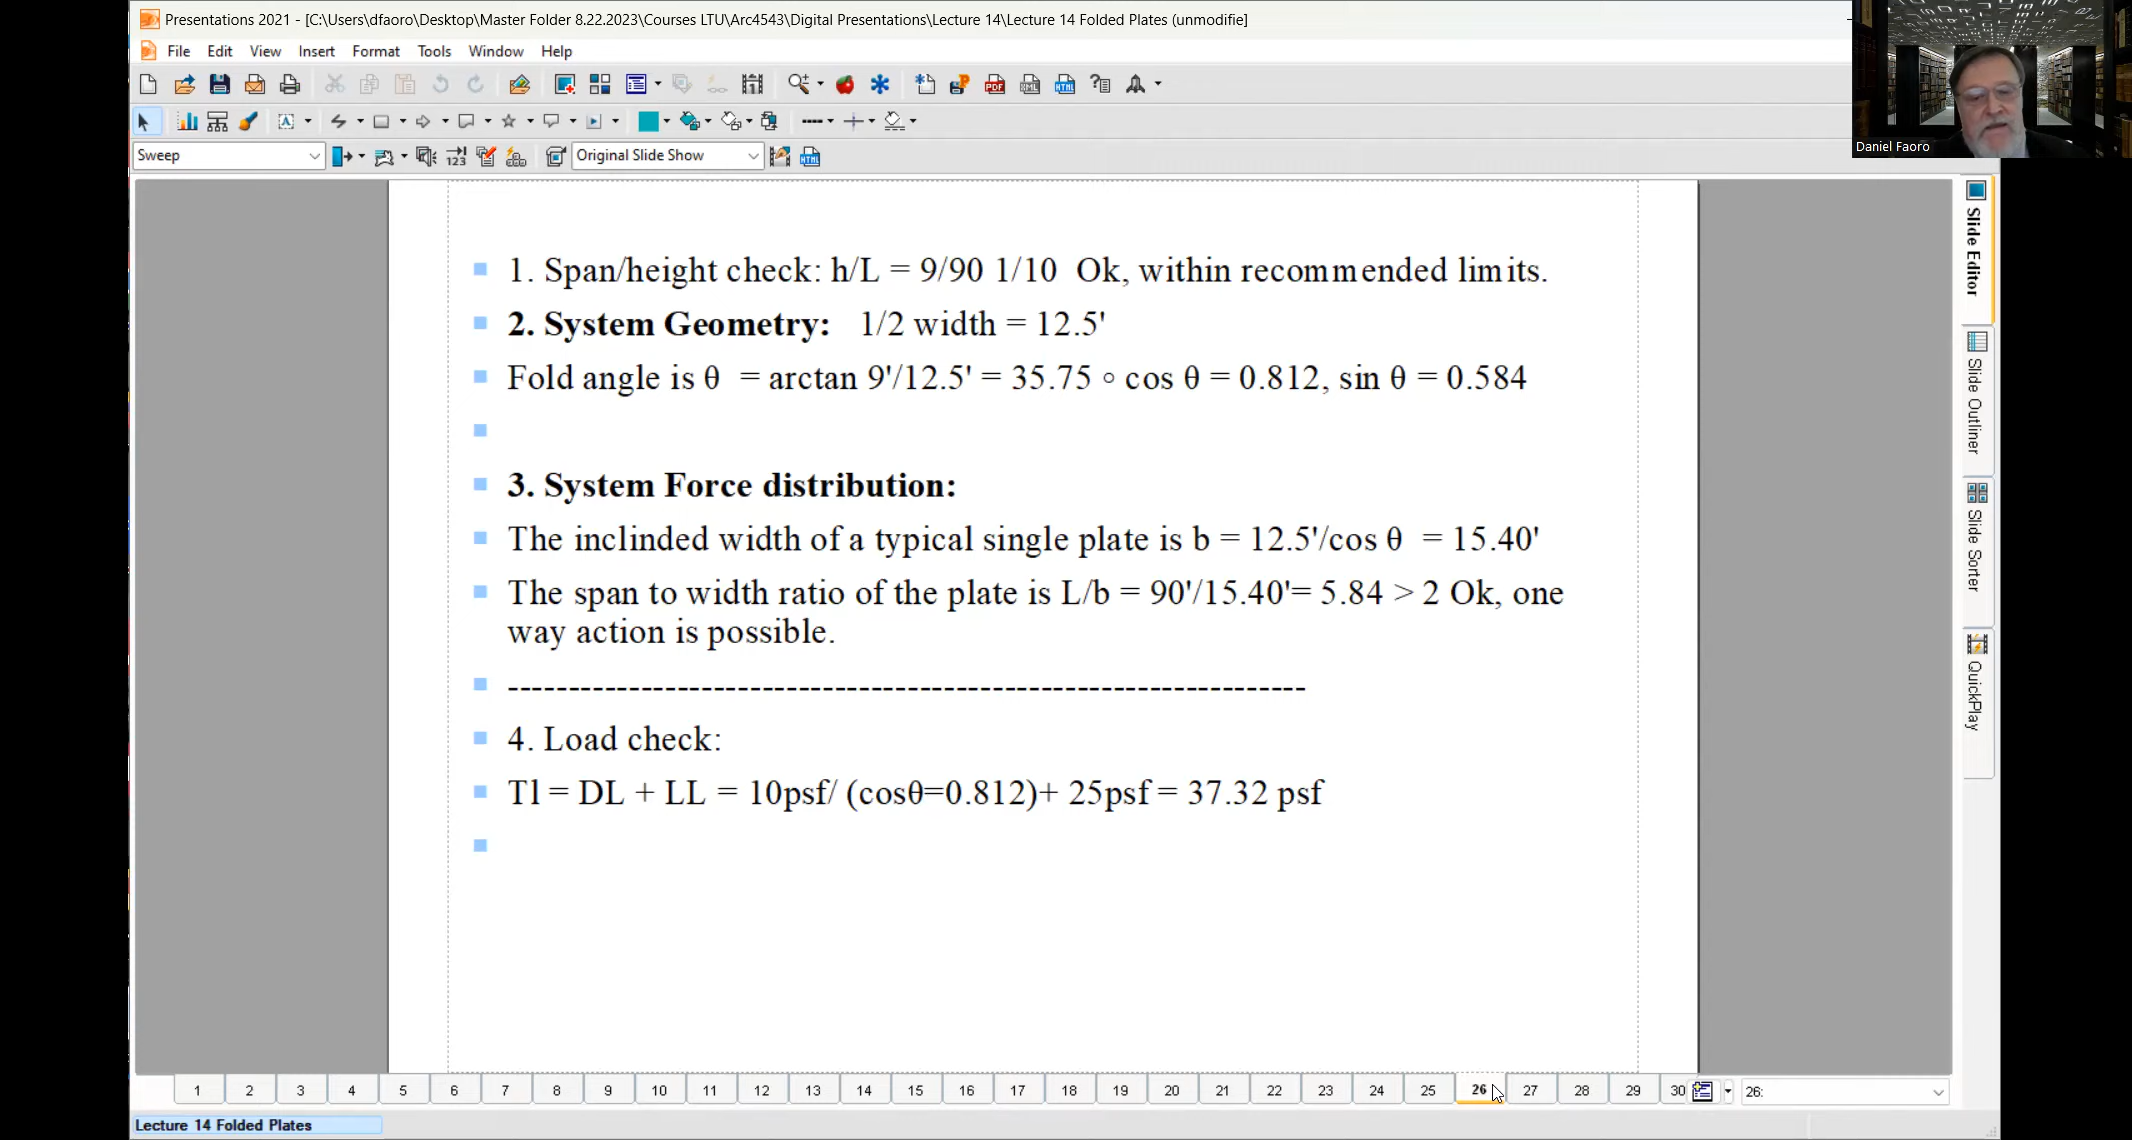 Presentations 2021 - [C:\Users\dfaoro\Desktop\Master Folder 8.22.2023\Courses LTU\Arc4543\Digital Presentations\Lecture 14\Lecture 14 Folded Plates (unmodifie]
File Edit View Insert Format Tools Window Help
Sweep
Original Slide Show
Daniel Faoro
1. Span/height check: h/L = 9/90 1/10 Ok, within recommended limits.
2. System Geometry: 1/2 width = 12.5'
Fold angle is θ = arctan 9'/12.5' = 35.75 ° cos θ = 0.812, sin θ = 0.584
3. System Force distribution:
The inclinded width of a typical single plate is b = 12.5'/cos θ = 15.40'
The span to width ratio of the plate is L/b = 90'/15.40'= 5.84 > 2 Ok, one
way action is possible.
------------------------------------------------------------------
4. Load check:
Tl = DL + LL = 10psf/ (cosθ=0.812)+ 25psf = 37.32 psf
Slide Editor
Slide Outliner
Slide Sorter
QuickPlay
1 2 3 4 5 6 7 8 9 10 11 12 13 14 15 16 17 18 19 20 21 22 23 24 25 26 27 28 29 30 26:
Lecture 14 Folded Plates